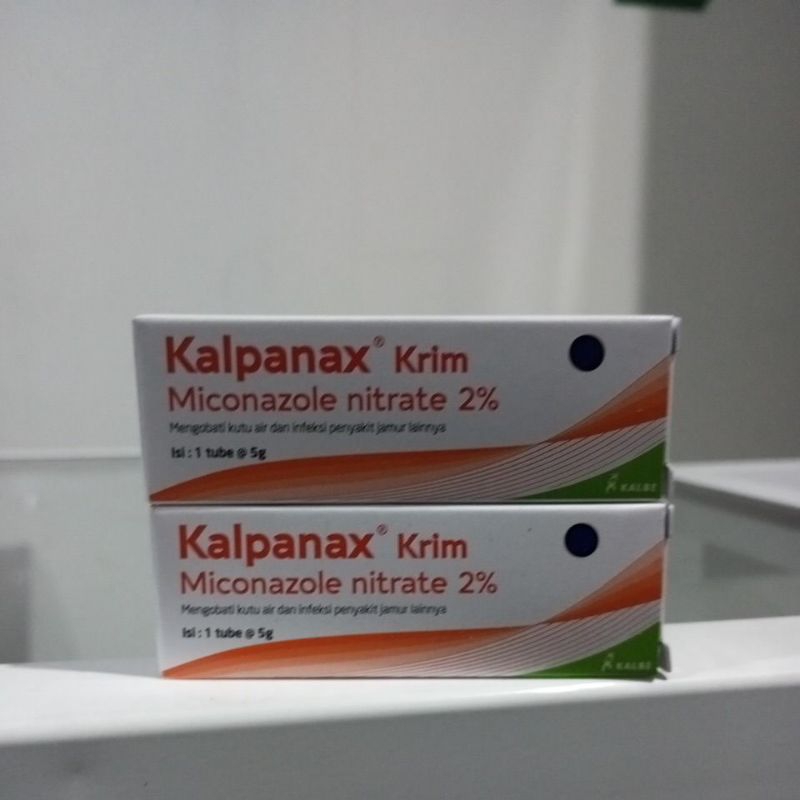 Kalpanax® Krim
Miconazole nitrate 2%
Mengobati kutu air dan infeksi penyakit jamur lainnya
Isi : 1 tube @ 5g
KALBE
Kalpanax® Krim
Miconazole nitrate 2%
Mengobati kutu air dan infeksi penyakit jamur lainnya
Isi : 1 tube @ 5g
KALBE